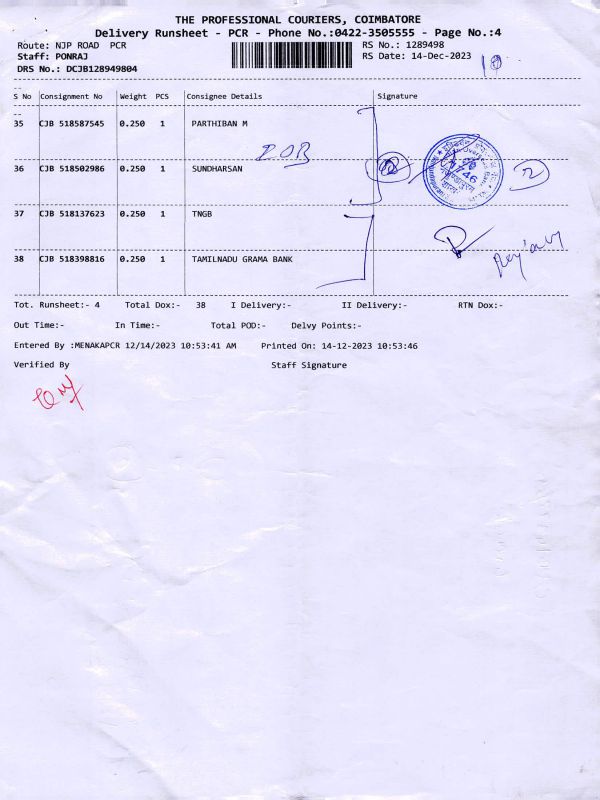 THE PROFESSIONAL COURIERS, COIMBATORE
Delivery Runsheet - PCR - Phone No.:0422-3505555 - Page No.:4
Route: NJP ROAD PCR RS No.: 1289498
Staff: PONRAJ RS Date: 14-Dec-2023 10
DRS No.: DCJB128949804
S No Consignment No Weight PCS Consignee Details Signature
35 CJB 518587545 0.250 1 PARTHIBAN M
IOB
36 CJB 518502986 0.250 1 SUNDHARSAN
37 CJB 518137623 0.250 1 TNGB
38 CJB 518398816 0.250 1 TAMILNADU GRAMA BANK
Tot. Runsheet:- 4 Total Dox:- 38 I Delivery:- II Delivery:- RTN Dox:-
Out Time:- In Time:- Total POD:- Delvy Points:-
Entered By :MENAKAPCR 12/14/2023 10:53:41 AM Printed On: 14-12-2023 10:53:46
Verified By Staff Signature